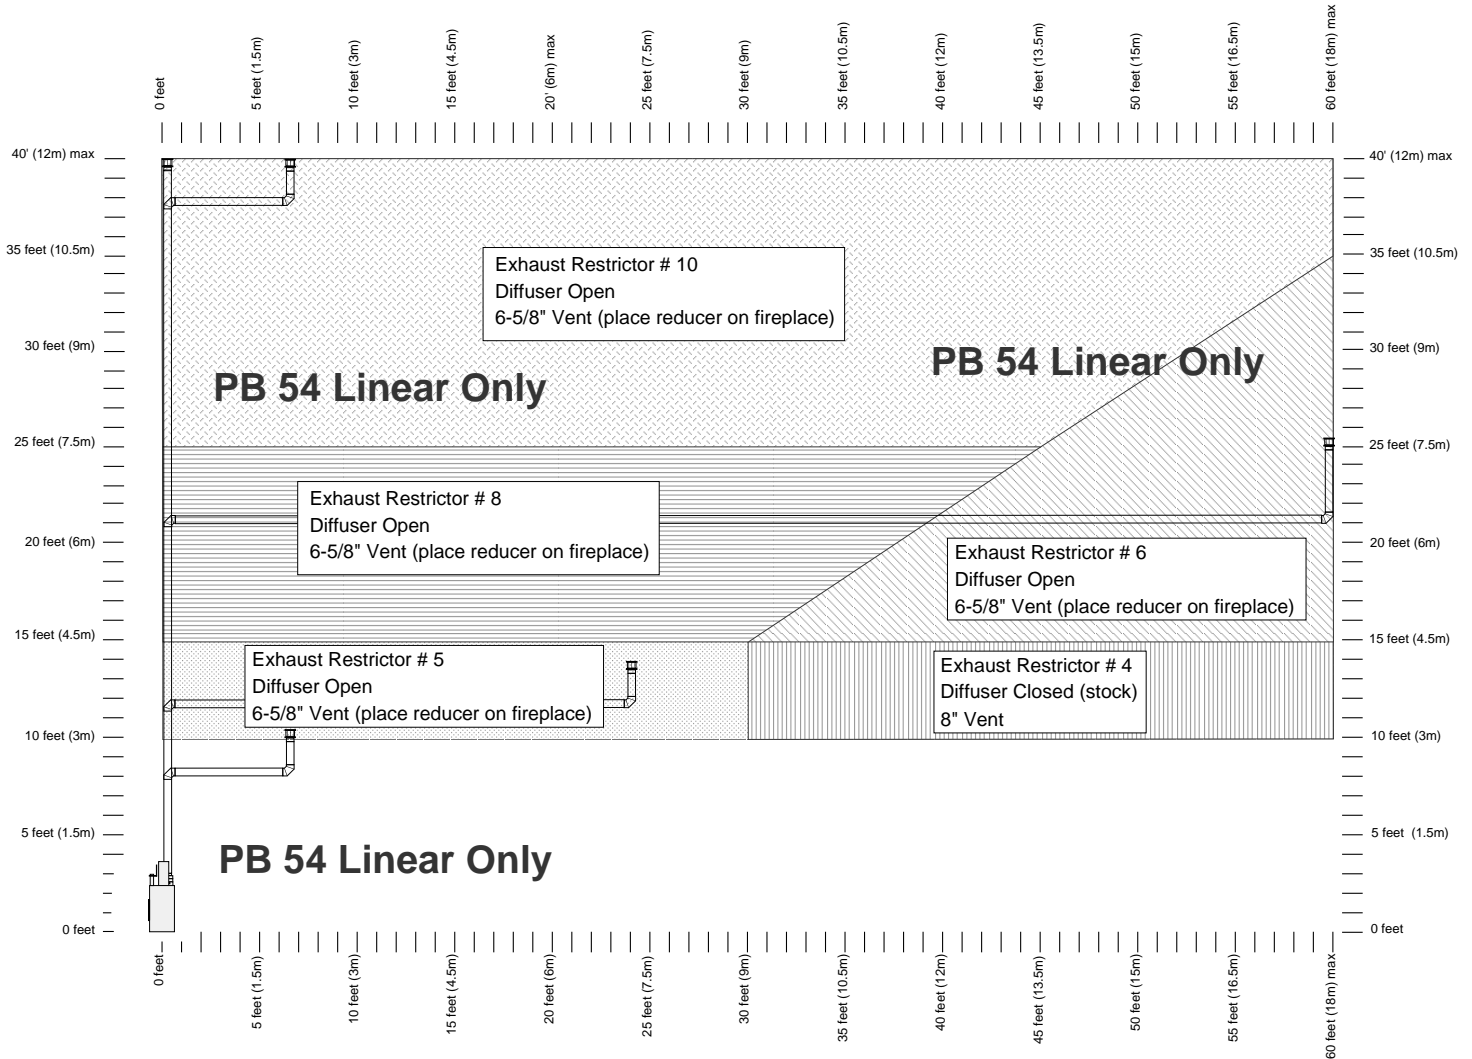 0 feet
5 feet (1.5m)
10 feet (3m)
15 feet (4.5m)
20' (6m) max
25 feet (7.5m)
30 feet (9m)
35 feet (10.5m)
40 feet (12m)
45 feet (13.5m)
50 feet (15m)
55 feet (16.5m)
60 feet (18m) max
40' (12m) max
35 feet (10.5m)
30 feet (9m)
25 feet (7.5m)
20 feet (6m)
15 feet (4.5m)
10 feet (3m)
5 feet (1.5m)
0 feet
Exhaust Restrictor # 10
Diffuser Open
6-5/8" Vent (place reducer on fireplace)
PB 54 Linear Only
PB 54 Linear Only
Exhaust Restrictor # 8
Diffuser Open
6-5/8" Vent (place reducer on fireplace)
Exhaust Restrictor # 6
Diffuser Open
6-5/8" Vent (place reducer on fireplace)
Exhaust Restrictor # 5
Diffuser Open
6-5/8" Vent (place reducer on fireplace)
Exhaust Restrictor # 4
Diffuser Closed (stock)
8" Vent
PB 54 Linear Only
40' (12m) max
35 feet (10.5m)
30 feet (9m)
25 feet (7.5m)
20 feet (6m)
15 feet (4.5m)
10 feet (3m)
5 feet (1.5m)
0 feet
0 feet
5 feet (1.5m)
10 feet (3m)
15 feet (4.5m)
20 feet (6m)
25 feet (7.5m)
30 feet (9m)
35 feet (10.5m)
40 feet (12m)
45 feet (13.5m)
50 feet (15m)
55 feet (16.5m)
60 feet (18m) max